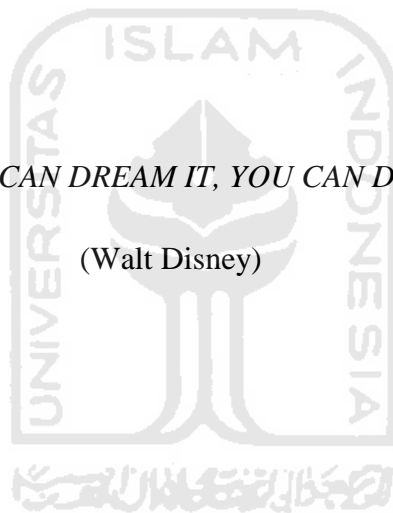 ISLAM
UNIVERSITAS
INDONESIA
CAN DREAM IT, YOU CAN D
(Walt Disney)